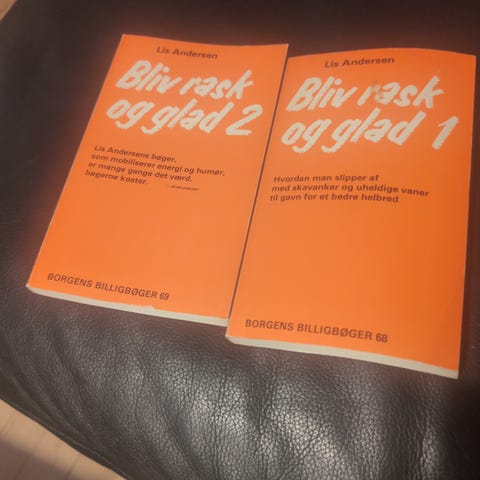 Lis Andersen
Bliv rask
og glad 2
Lis Andersens bøger,
som mobiliserer energi og humør,
er mange gange det værd,
bøgerne koster.
BORGENS BILLIGBØGER 69
Lis Andersen
Bliv rask
og glad 1
Hvordan man slipper af
med skavanker og uheldige vaner
til gavn for et bedre helbred
BORGENS BILLIGBØGER 68